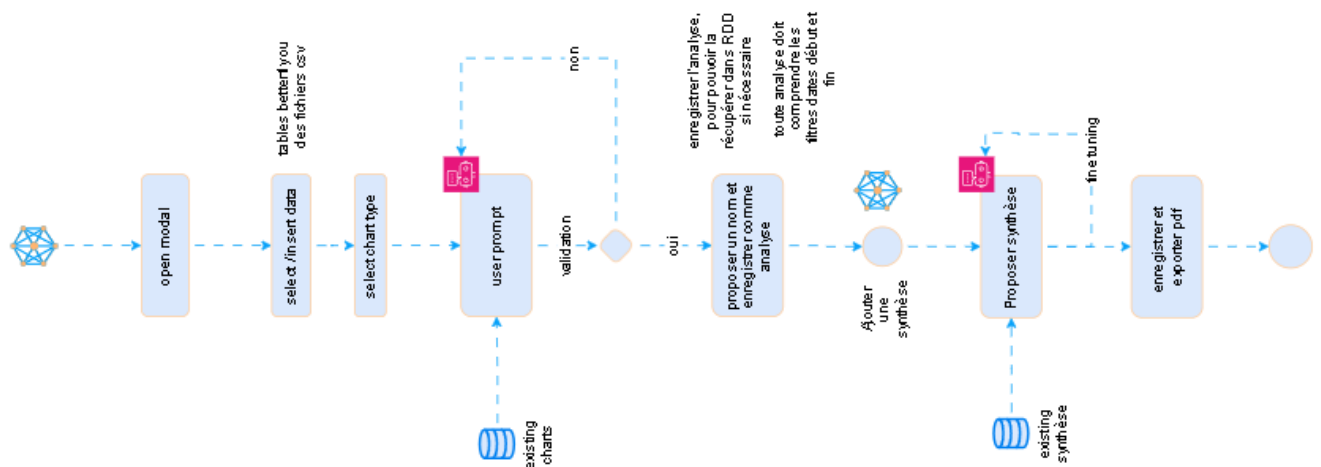 open modal
tables betterfly ou
des fichiers csv
select /insert data
select chart type
user prompt
existing
charts
validation
non
oui
enregistrer l'analyse,
pour pouvoir la
récupérer dans RDD
si nécessaire
toute analyse doit
comprendre les
filtres dates début et
fin
proposer un nom et
enregistrer comme
analyse
Ajouter
une
synthèse
Proposer synthèse
existing
synthèse
fine tuning
enregistrer et
exporter pdf